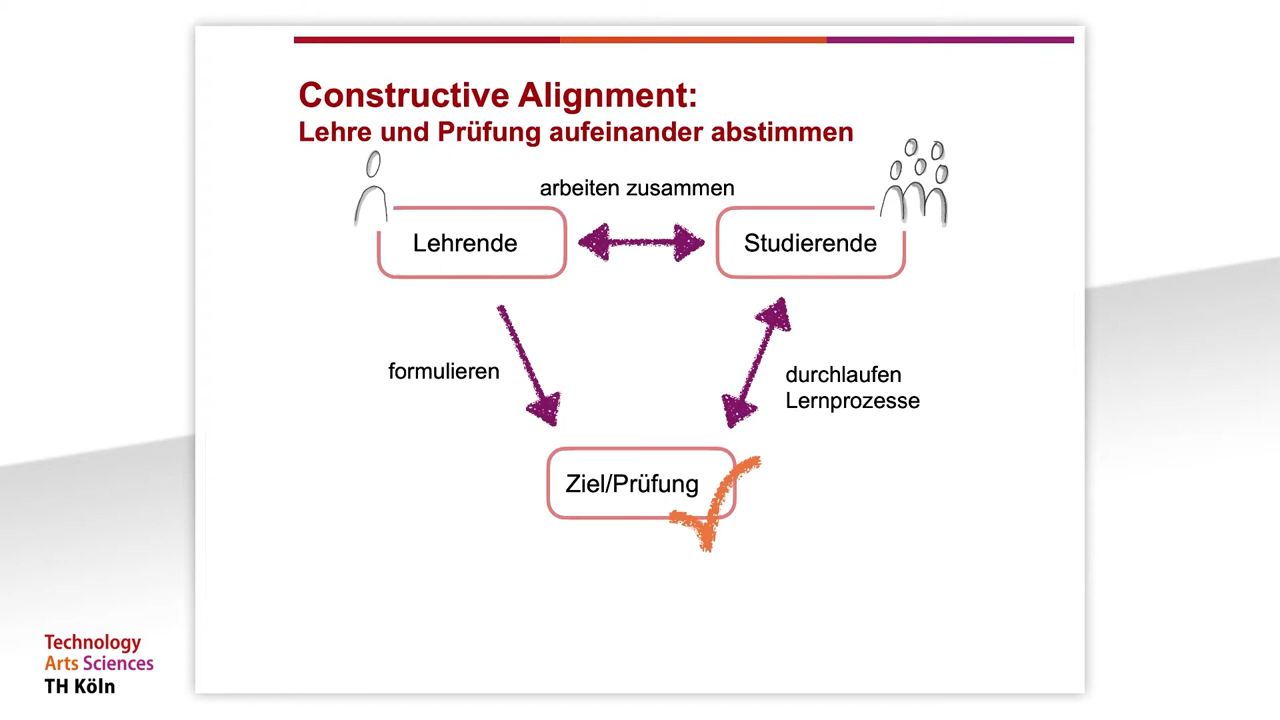 Constructive Alignment:
Lehre und Prüfung aufeinander abstimmen
arbeiten zusammen
Lehrende
Studierende
formulieren
durchlaufen
Lernprozesse
Ziel/Prüfung
Technology
Arts Sciences
TH Köln